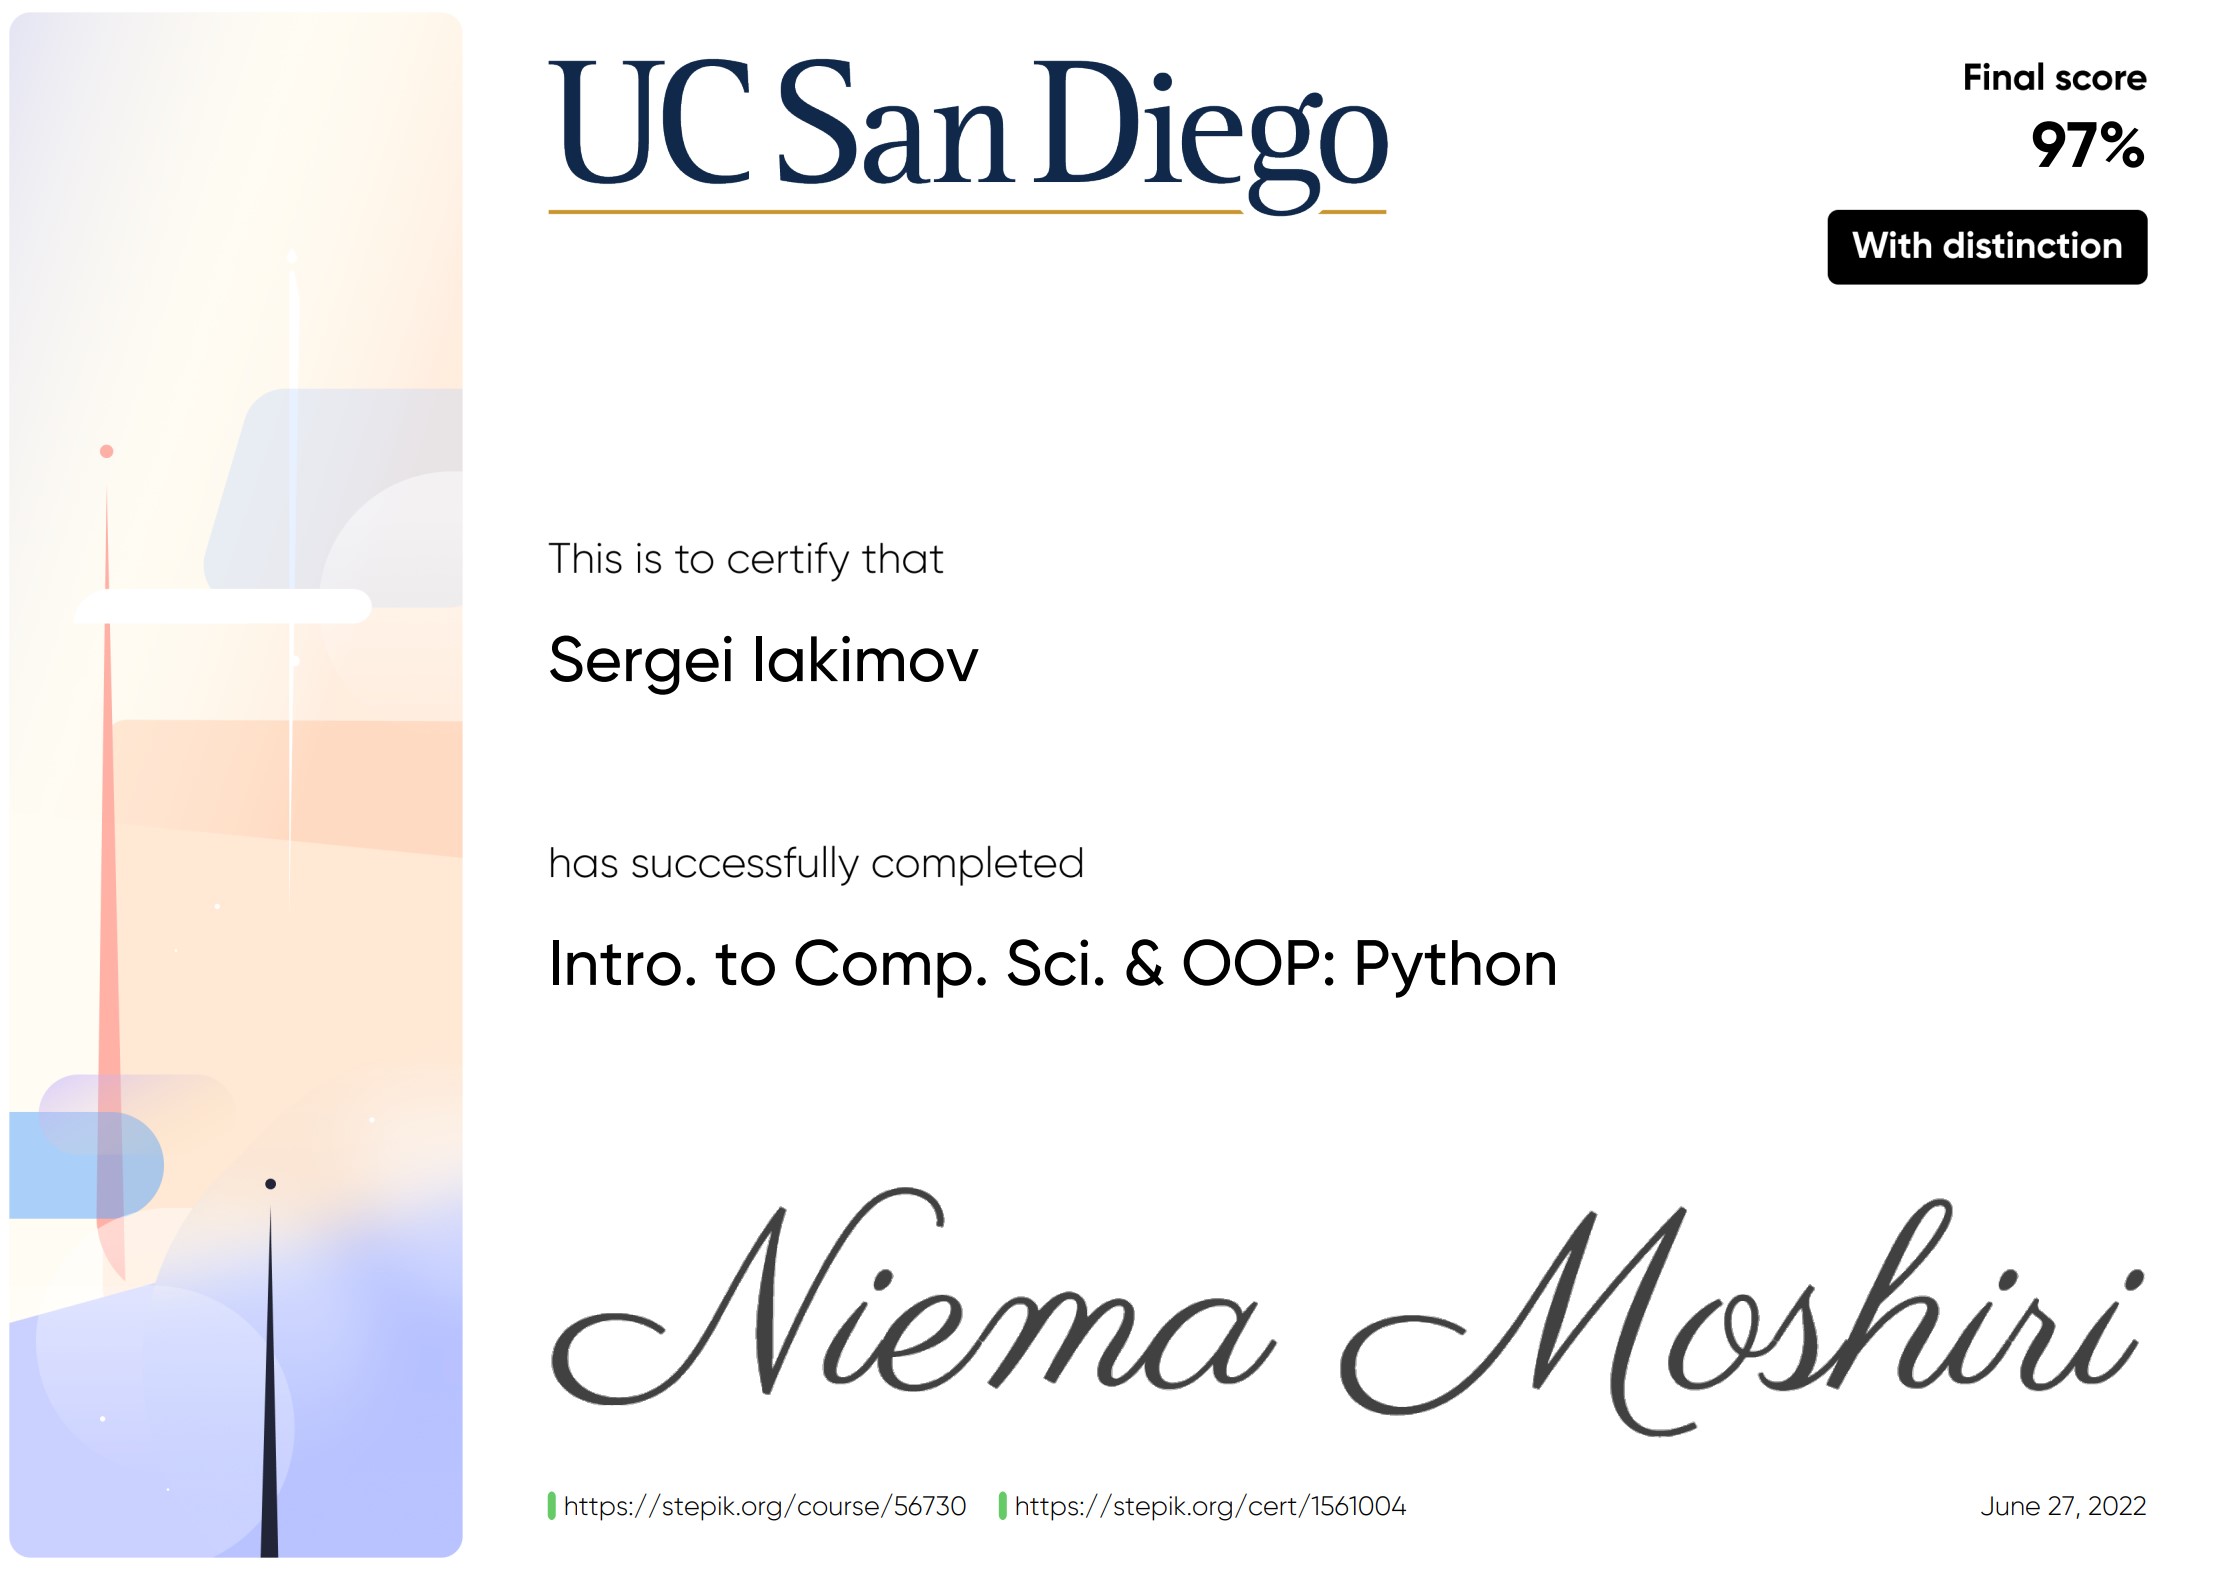 UC San Diego
Final score
97%
With distinction
This is to certify that
Sergei Iakimov
has successfully completed
Intro. to Comp. Sci. & OOP: Python
Niema Moshiri
https://stepik.org/course/56730 https://stepik.org/cert/1561004
June 27, 2022